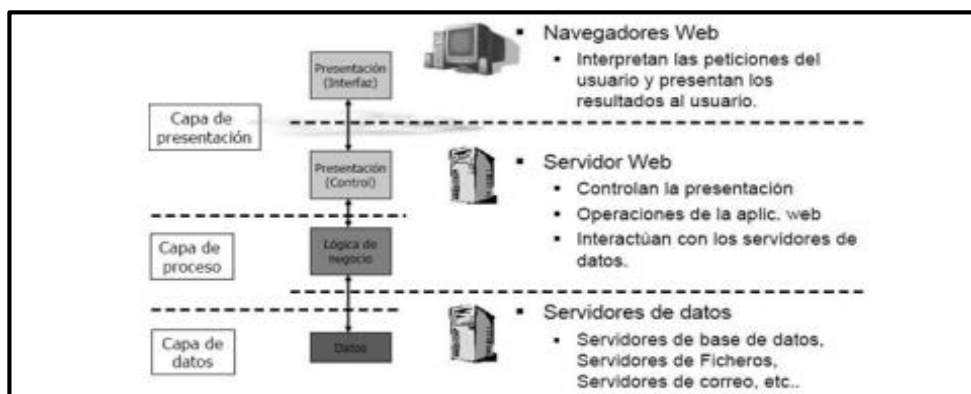 Capa de
presentación
Capa de
proceso
Capa de
datos
Presentación
(Interfaz)
Presentación
(Control)
Lógica de
negocio
Datos
▪ Navegadores Web
▪ Interpretan las peticiones del
usuario y presentan los
resultados al usuario.
▪ Servidor Web
▪ Controlan la presentación
▪ Operaciones de la aplic. web
▪ Interactúan con los servidores de
datos.
▪ Servidores de datos
▪ Servidores de base de datos,
Servidores de Ficheros,
Servidores de correo, etc..